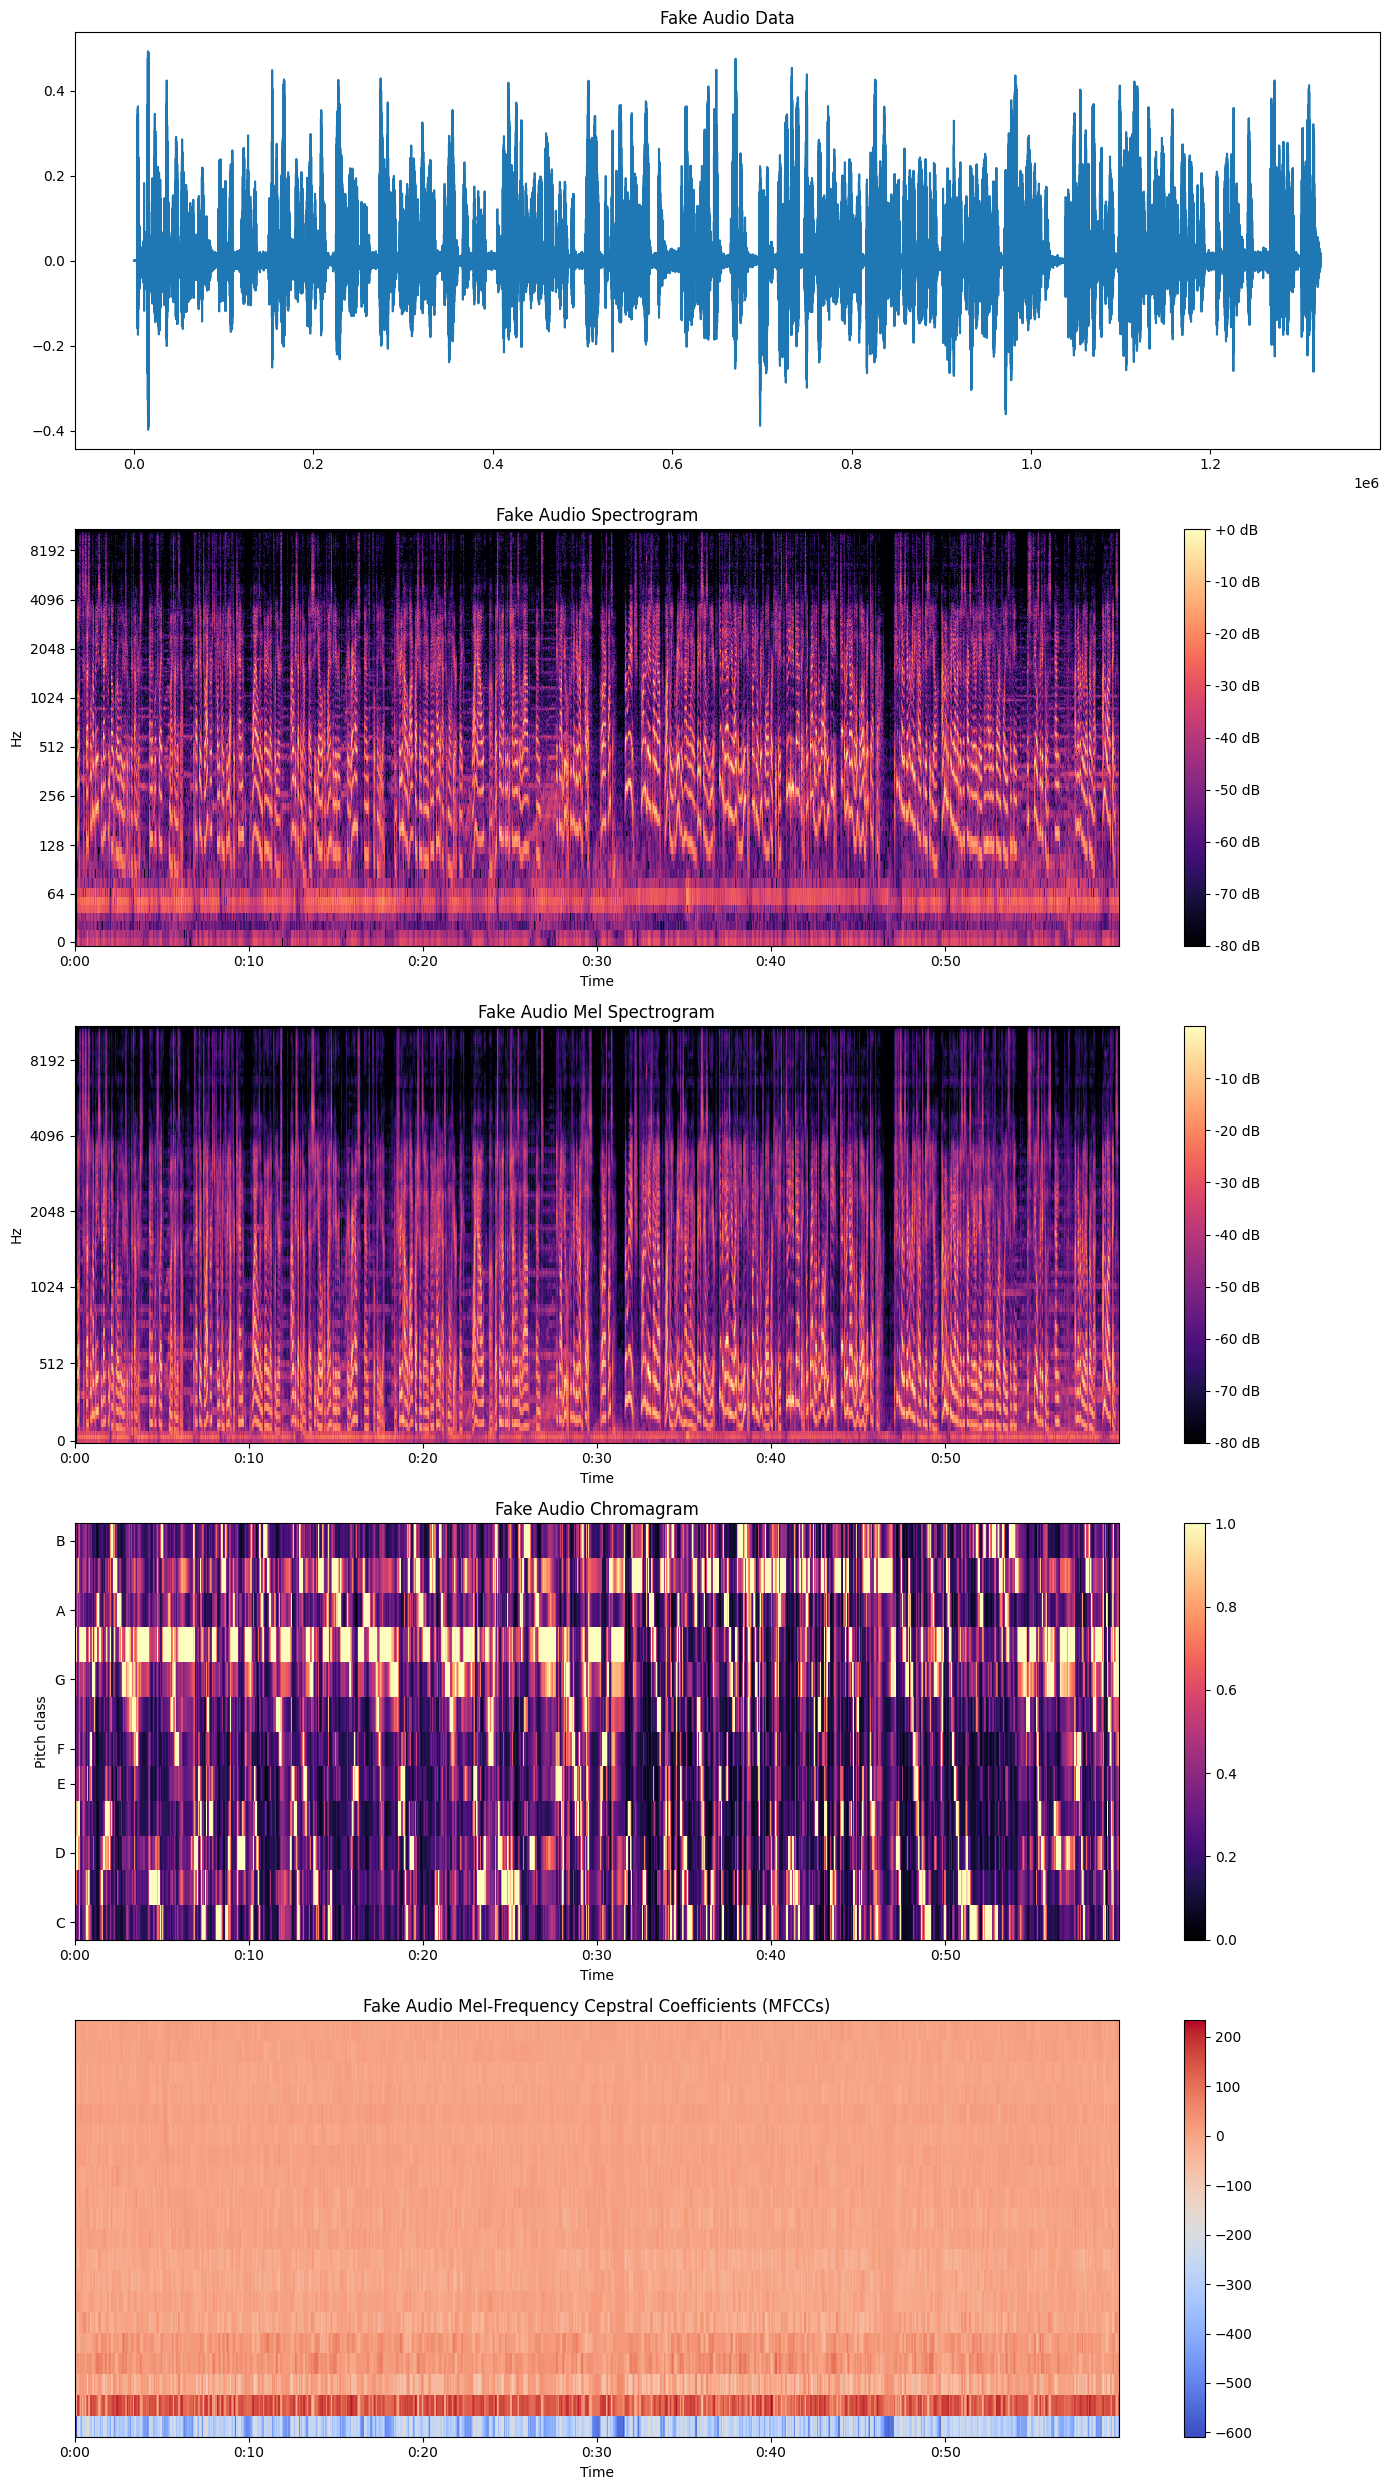 Fake Audio Data
0.4
0.2
0.0
−0.2
−0.4
0.0 0.2 0.4 0.6 0.8 1.0 1.2
1e6
Fake Audio Spectrogram
8192
4096
2048
1024
512
256
128
64
0
Hz
0:00 0:10 0:20 0:30 0:40 0:50
Time
+0 dB
-10 dB
-20 dB
-30 dB
-40 dB
-50 dB
-60 dB
-70 dB
-80 dB
Fake Audio Mel Spectrogram
8192
4096
2048
1024
512
0
Hz
0:00 0:10 0:20 0:30 0:40 0:50
Time
-10 dB
-20 dB
-30 dB
-40 dB
-50 dB
-60 dB
-70 dB
-80 dB
Fake Audio Chromagram
B
A
G
F
E
D
C
Pitch class
0:00 0:10 0:20 0:30 0:40 0:50
Time
1.0
0.8
0.6
0.4
0.2
0.0
Fake Audio Mel-Frequency Cepstral Coefficients (MFCCs)
0:00 0:10 0:20 0:30 0:40 0:50
Time
200
100
0
−100
−200
−300
−400
−500
−600